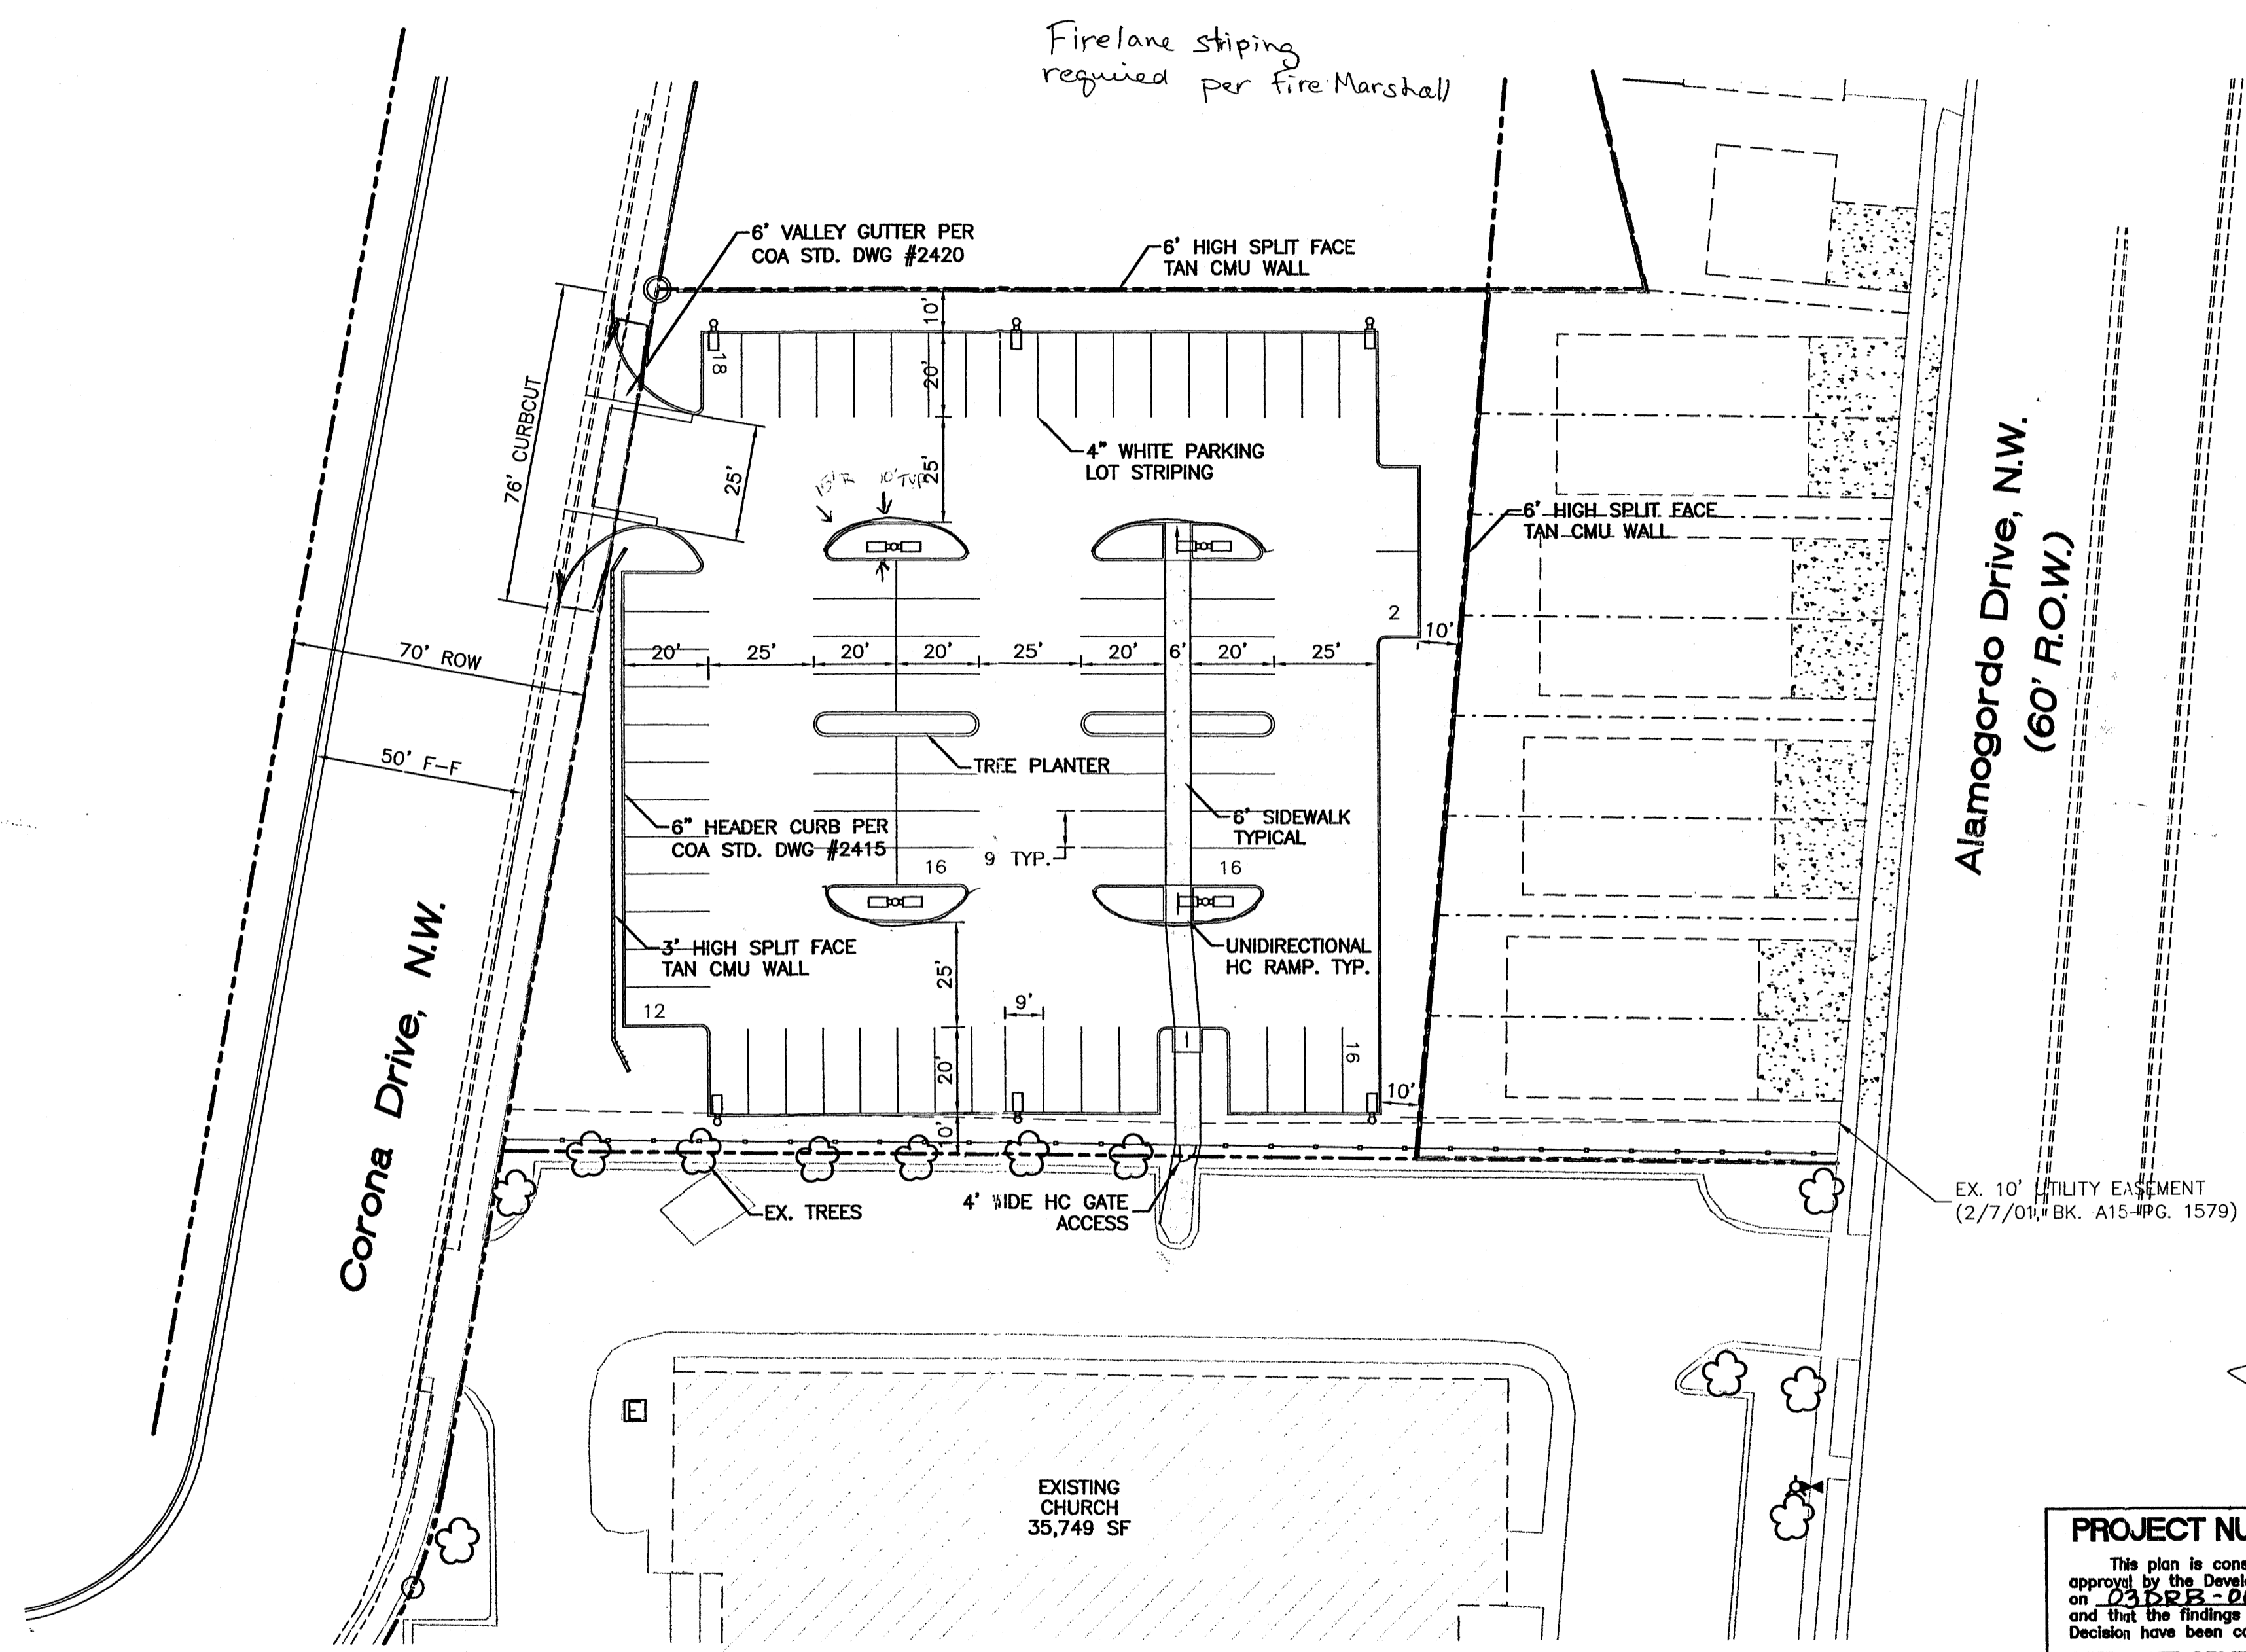 Firelane striping
required per Fire Marshall
6' VALLEY GUTTER PER
COA STD. DWG #2420
6' HIGH SPLIT FACE
TAN CMU WALL
10'
18
20'
76' CURBCUT
25'
25'
15'R
10' TYP
4" WHITE PARKING
LOT STRIPING
6' HIGH SPLIT FACE
TAN CMU WALL
2
10'
70' ROW
20'
25'
20'
20'
25'
20'
6'
20'
25'
50' F-F
TREE PLANTER
6" HEADER CURB PER
COA STD. DWG #2415
16
9 TYP.
6' SIDEWALK
TYPICAL
16
3' HIGH SPLIT FACE
TAN CMU WALL
25'
UNIDIRECTIONAL
HC RAMP. TYP.
12
9'
20'
16
10'
10'
EX. TREES
4' WIDE HC GATE
ACCESS
EX. 10' UTILITY EASEMENT
(2/7/01, BK. A15-PG. 1579)
Corona Drive, N.W.
Alamogordo Drive, N.W.
(60' R.O.W.)
E
EXISTING
CHURCH
35,749 SF
PROJECT NU
This plan is cons
approval by the Devel
on 03DRB-0
and that the findings
Decision have been co